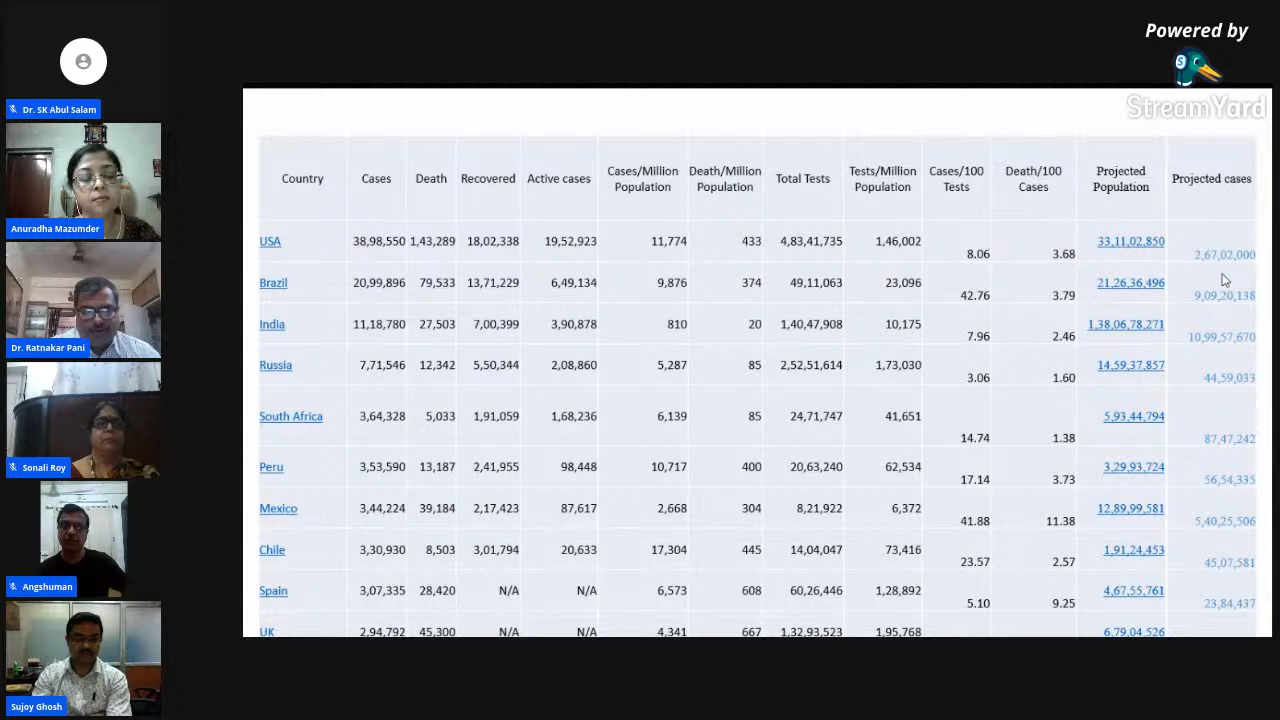 Powered by
StreamYard
Dr. SK Abul Salam
Anuradha Mazumder
Dr. Ratnakar Pani
Sonali Roy
Angshuman
Sujoy Ghosh
Country Cases Death Recovered Active cases Cases/Million Population Death/Million Population Total Tests Tests/Million Population Cases/100 Tests Death/100 Cases Projected Population Projected cases
USA 38,98,550 1,43,289 18,02,338 19,52,923 11,774 433 4,83,41,735 1,46,002 8.06 3.68 33,11,02,850 2,67,02,000
Brazil 20,99,896 79,533 13,71,229 6,49,134 9,876 374 49,11,063 23,096 42.76 3.79 21,26,36,496 9,09,20,138
India 11,18,780 27,503 7,00,399 3,90,878 810 20 1,40,47,908 10,175 7.96 2.46 1,38,06,78,271 10,99,57,670
Russia 7,71,546 12,342 5,50,344 2,08,860 5,287 85 2,52,51,614 1,73,030 3.06 1.60 14,59,37,857 44,59,033
South Africa 3,64,328 5,033 1,91,059 1,68,236 6,139 85 24,71,747 41,651 14.74 1.38 5,93,44,794 87,47,242
Peru 3,53,590 13,187 2,41,955 98,448 10,717 400 20,63,240 62,534 17.14 3.73 3,29,93,724 56,54,335
Mexico 3,44,224 39,184 2,17,423 87,617 2,668 304 8,21,922 6,372 41.88 11.38 12,89,99,581 5,40,25,506
Chile 3,30,930 8,503 3,01,794 20,633 17,304 445 14,04,047 73,416 23.57 2.57 1,91,24,453 45,07,581
Spain 3,07,335 28,420 N/A N/A 6,573 608 60,26,446 1,28,892 5.10 9.25 4,67,55,761 23,84,437
UK 2,94,792 45,300 N/A N/A 4,341 667 1,32,93,523 1,95,768 6,79,04,526